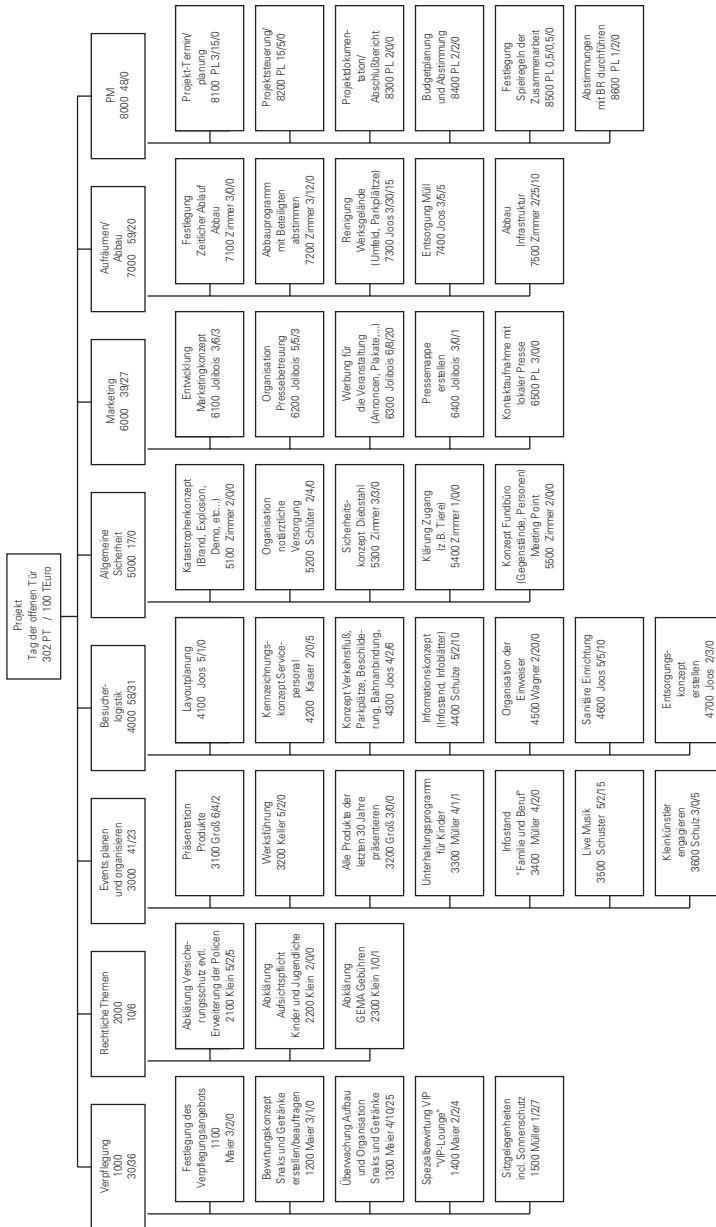 Projekt
Tag der offenen Tür
302 PT / 100 TEuro
Verpflegung
1000
30/36
Festlegung des
Verpflegungsangebots
1100
Maier 3/2/0
Bewirtungskonzept
Snaks und Getränke
erstellen/beauftragen
1200 Maier 3/1/0
Überwachung Aufbau
und Organisation
Snaks und Getränke
1300 Maier 4/10/25
Spezialbewirtung VIP
"VIP-Lounge"
1400 Maier 2/2/4
Sitzgelegenheiten
incl. Sonnenschutz
1500 Müller 1/2/7
Rechtliche Themen
2000
10/6
Abklärung Versiche-
rungsschutz evtl.
Erweiterung der Policen
2100 Klein 5/2/5
Abklärung
Aufsichtspflicht
Kinder und Jugendliche
2200 Klein 2/0/0
Abklärung
GEMA Gebühren
2300 Klein 1/0/1
Events planen
und organisieren
3000 41/23
Präsentation
Produkte
3100 Groß 6/4/2
Werksführung
3200 Keller 5/2/0
Alle Produkte der
letzten 30 Jahre
präsentieren
3200 Groß 3/0/0
Unterhaltungsprogramm
für Kinder
3300 Müller 4/1/1
Infostand
"Familie und Beruf"
3400 Müller 4/2/0
Live Musik
3500 Schuster 5/2/15
Kleinkünstler
engagieren
3600 Schulz 3/0/5
Besucher-
logistik
4000 58/31
Layoutplanung
4100 Joos 5/1/0
Kennzeichnungs-
konzept Service-
personal
4200 Kaiser 2/0/5
Konzept Verkehrsfluß,
Parkplätze, Beschilde-
rung, Bahnanbindung,
4300 Joos 4/2/6
Informationskonzept
(Infostand, Infoblätter)
4400 Schulze 5/2/10
Organisation der
Einweiser
4500 Wagner 2/20/0
Sanitäre Einrichtung
4600 Joos 5/5/10
Entsorgungs-
konzept
erstellen
4700 Joos 2/3/0
Allgemeine
Sicherheit
5000 17/0
Katastrophenkonzept
(Brand, Explosion,
Demo, etc...)
5100 Zimmer 2/0/0
Organisation
notärztliche
Versorgung
5200 Schlüter 2/4/0
Sicherheits-
konzept Diebstahl
5300 Zimmer 3/3/0
Klärung Zugang
(z.B. Tiere)
5400 Zimmer 1/0/0
Konzept Fundbüro
(Gegenstände, Personen)
Meeting Point
5500 Zimmer 2/0/0
Marketing
6000 39/27
Entwicklung
Marketingkonzept
6100 Jolibois 3/6/3
Organisation
Pressebetreuung
6200 Jolibois 5/5/3
Werbung für
die Veranstaltung
(Annoncen, Plakate,...)
6300 Jolibois 6/8/20
Pressemappe
erstellen
6400 Jolibois 3/0/1
Kontaktaufnahme mit
lokaler Presse
6500 PL 3/0/0
Aufräumen/
Abbau
7000 59/20
Festlegung
Zeitlicher Ablauf
Abbau
7100 Zimmer 3/0/0
Abbauprogramm
mit Beteiligten
abstimmen
7200 Zimmer 3/12/0
Reinigung
Werksgelände
(Umfeld, ParkpläItze)
7300 Joos 3/30/15
Entsorgung Müll
7400 Joos 3/5/5
Abbau
Infrastruktur
7500 Zimmer 2/25/10
PM
8000 48/0
Projekt-Termin/
planung
8100 PL 3/15/0
Projektsteuerung/
8200 PL 15/5/0
Projektdokumen-
tation/
Abschlußbericht
8300 PL 2/0/0
Budgetplanung
und Abstimmung
8400 PL 2/2/0
Festlegung
Spielregeln der
Zusammenarbeit
8500 PL 0,5/0,5/0
Abstimmungen
mit BR durchführen
8600 PL 1/2/0